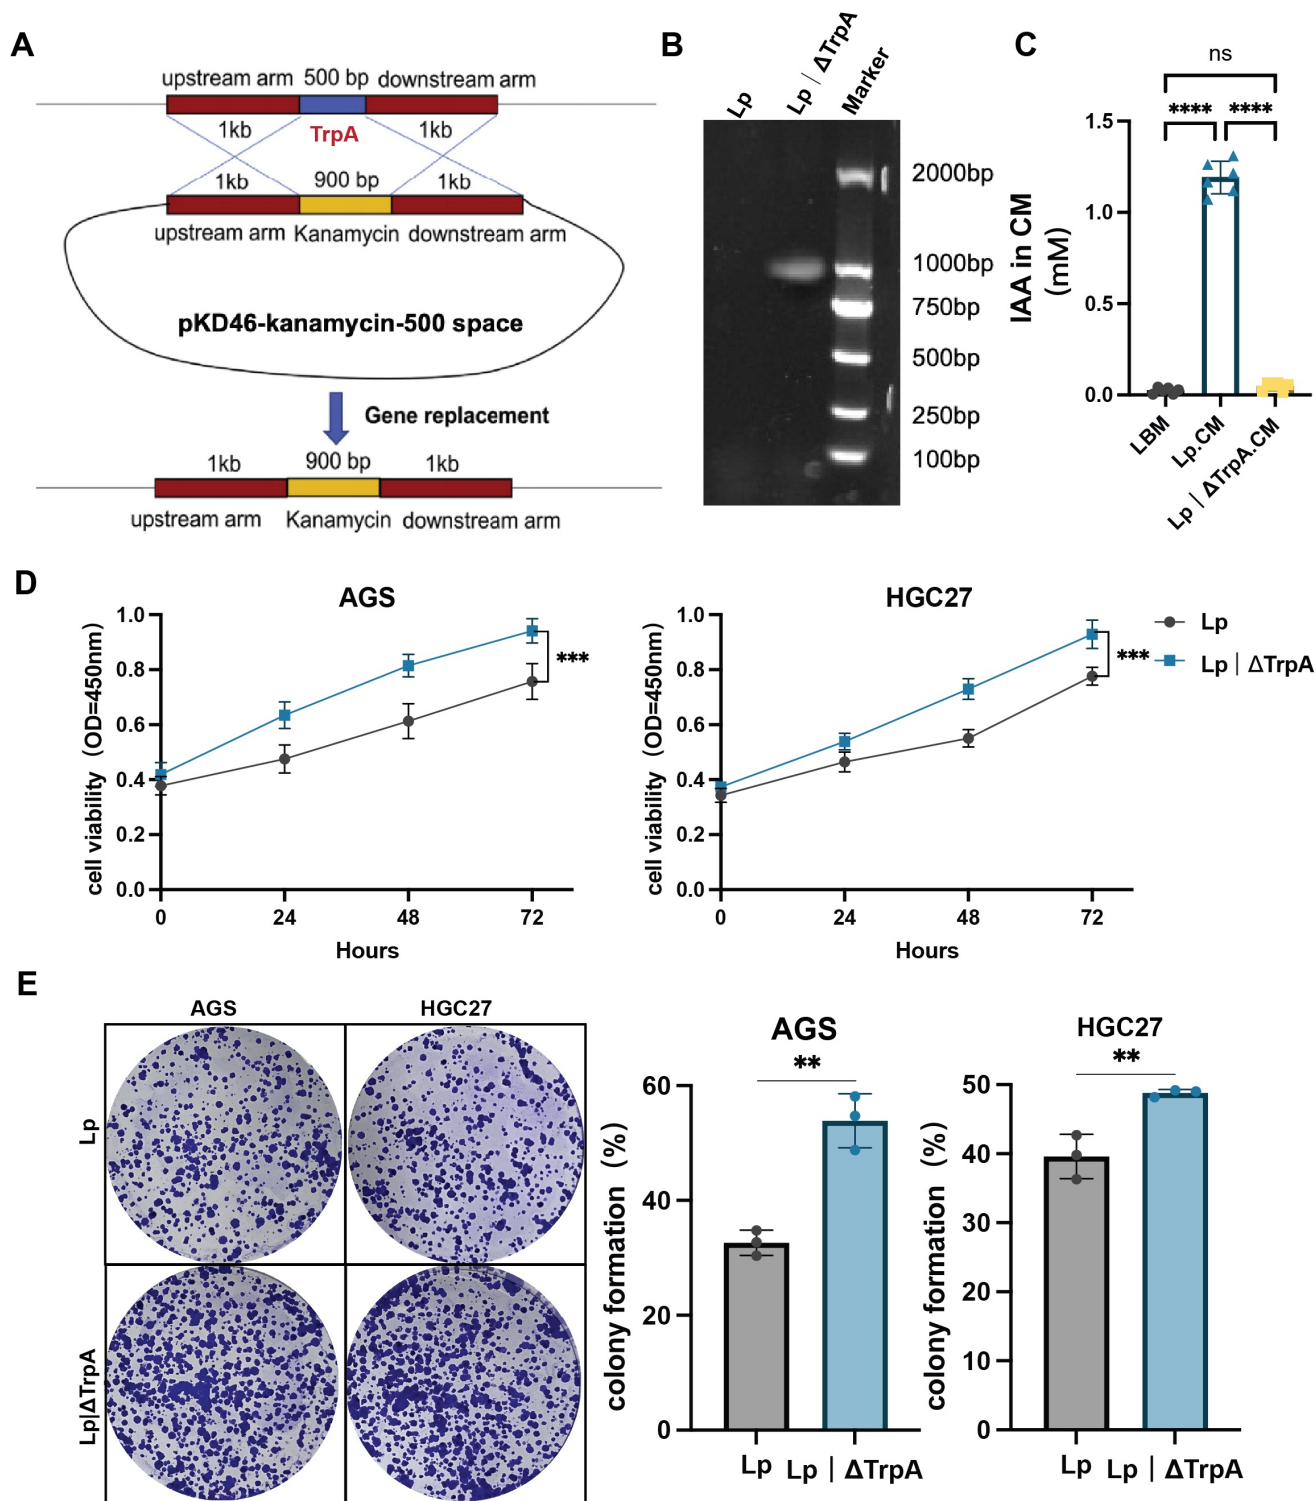 A
upstream arm 500 bp downstream arm
1kb TrpA 1kb
1kb 900 bp 1kb
upstream arm Kanamycin downstream arm
pKD46-kanamycin-500 space
Gene replacement
1kb 900 bp 1kb
upstream arm Kanamycin downstream arm
B
Lp
Lp | ΔTrpA
Marker
2000bp
1000bp
750bp
500bp
250bp
100bp
C
ns
**** ****
IAA in CM
(mM)
1.5
1.0
0.5
0.0
LBM
Lp.CM
Lp | ΔTrpA.CM
D
AGS
cell viability (OD=450nm)
1.0
0.8
0.6
0.4
0.2
0.0
0 24 48 72
Hours
***
HGC27
cell viability (OD=450nm)
1.0
0.8
0.6
0.4
0.2
0.0
0 24 48 72
Hours
***
Lp
Lp | ΔTrpA
E
AGS HGC27
Lp
Lp|ΔTrpA
AGS
**
colony formation (%)
60
40
20
0
Lp Lp | ΔTrpA
HGC27
**
colony formation (%)
50
40
30
20
10
0
Lp Lp | ΔTrpA